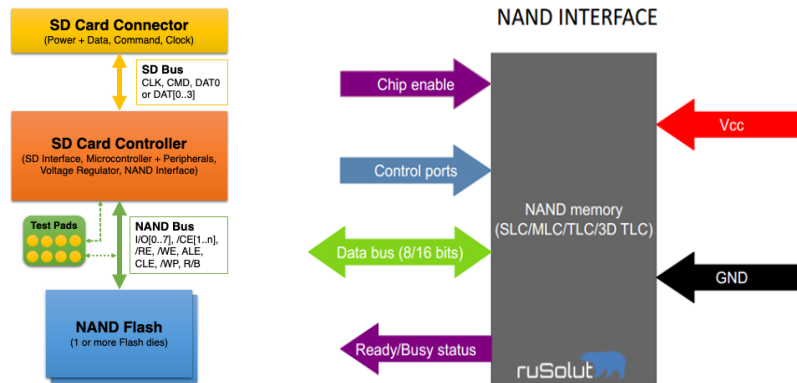 SD Card Connector
(Power + Data, Command, Clock)
SD Bus
CLK, CMD, DAT0
or DAT[0..3]
SD Card Controller
(SD Interface, Microcontroller + Peripherals,
Voltage Regulator, NAND Interface)
Test Pads
NAND Bus
I/O[0..7], /CE[1..n],
/RE, /WE, ALE,
CLE, /WP, R/B
NAND Flash
(1 or more Flash dies)
NAND INTERFACE
Chip enable
Control ports
Data bus (8/16 bits)
Ready/Busy status
NAND memory
(SLC/MLC/TLC/3D TLC)
Vcc
GND
ruSolut